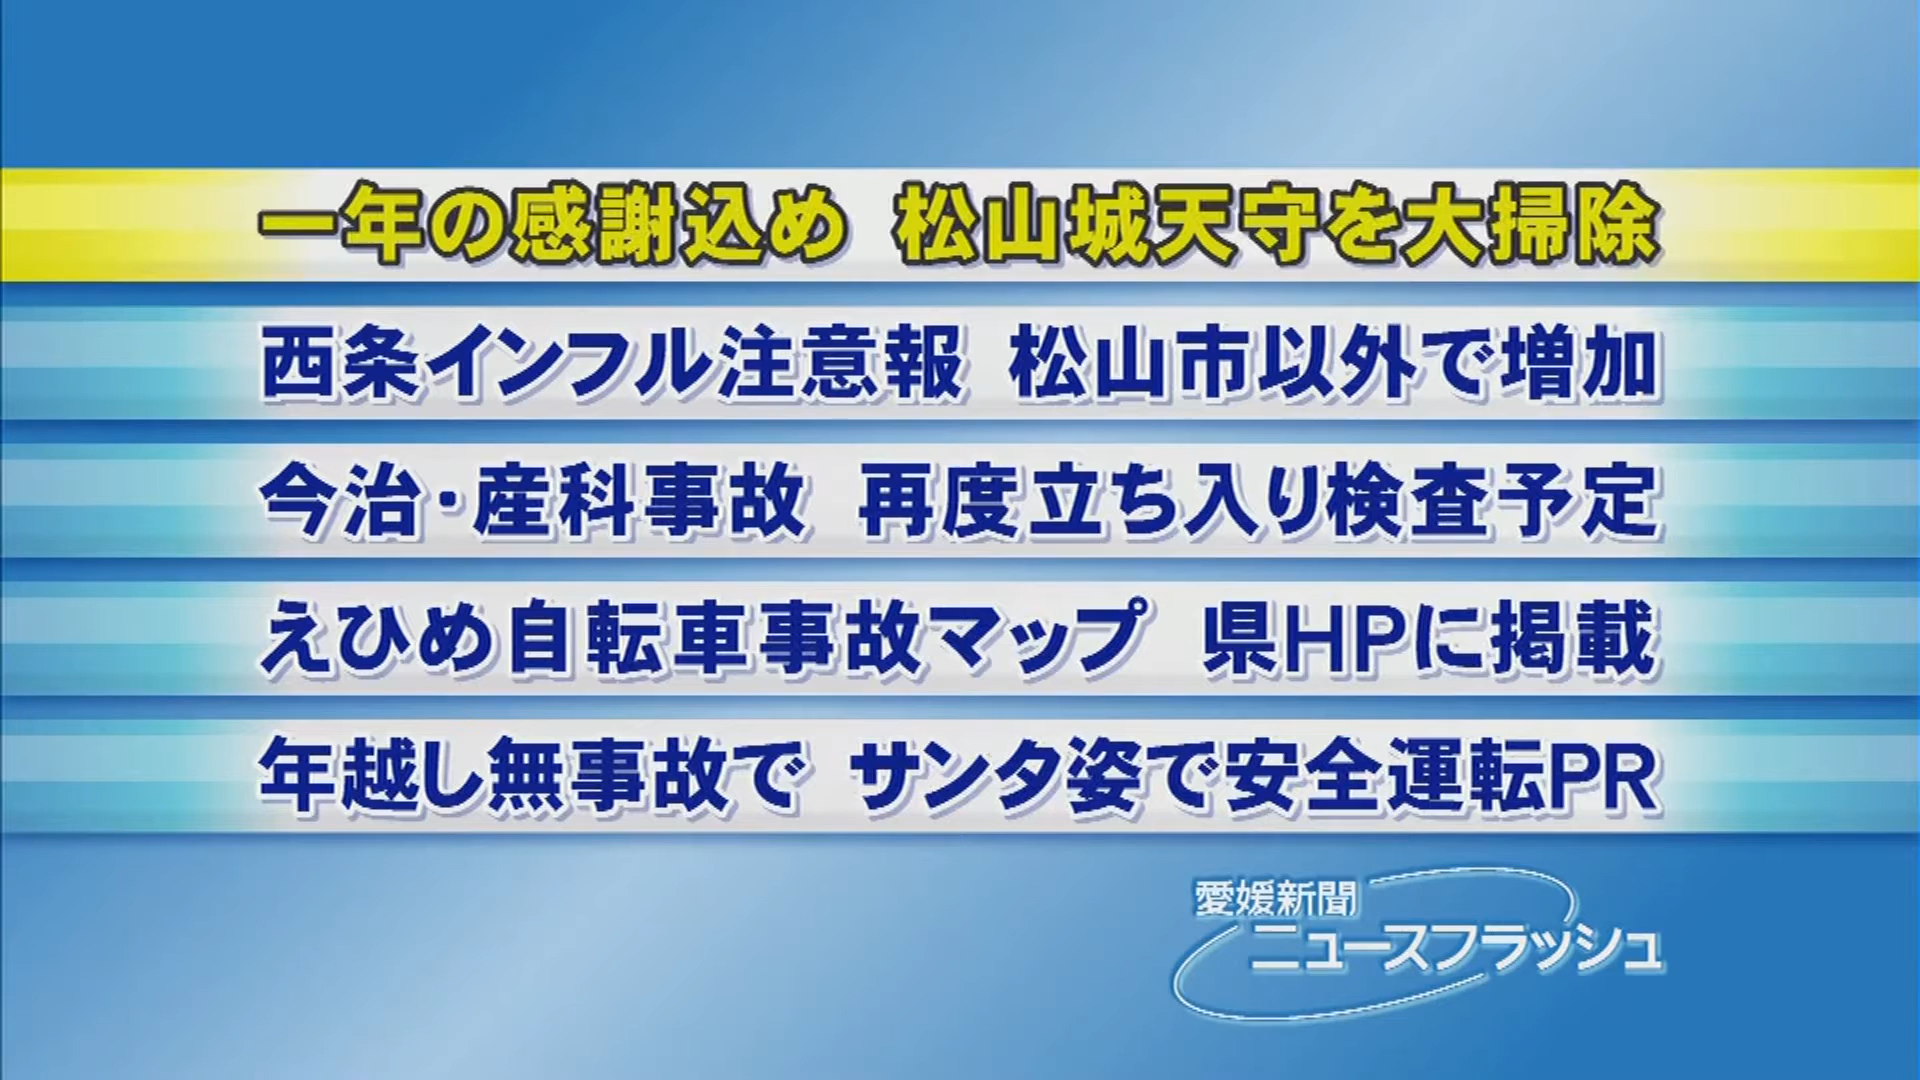 一年の感謝込め 松山城天守を大掃除
西条インフル注意報 松山市以外で増加
今治・産科事故 再度立ち入り検査予定
えひめ自転車事故マップ 県HPに掲載
年越し無事故で サンタ姿で安全運転PR
愛媛新聞
ニュースフラッシュ